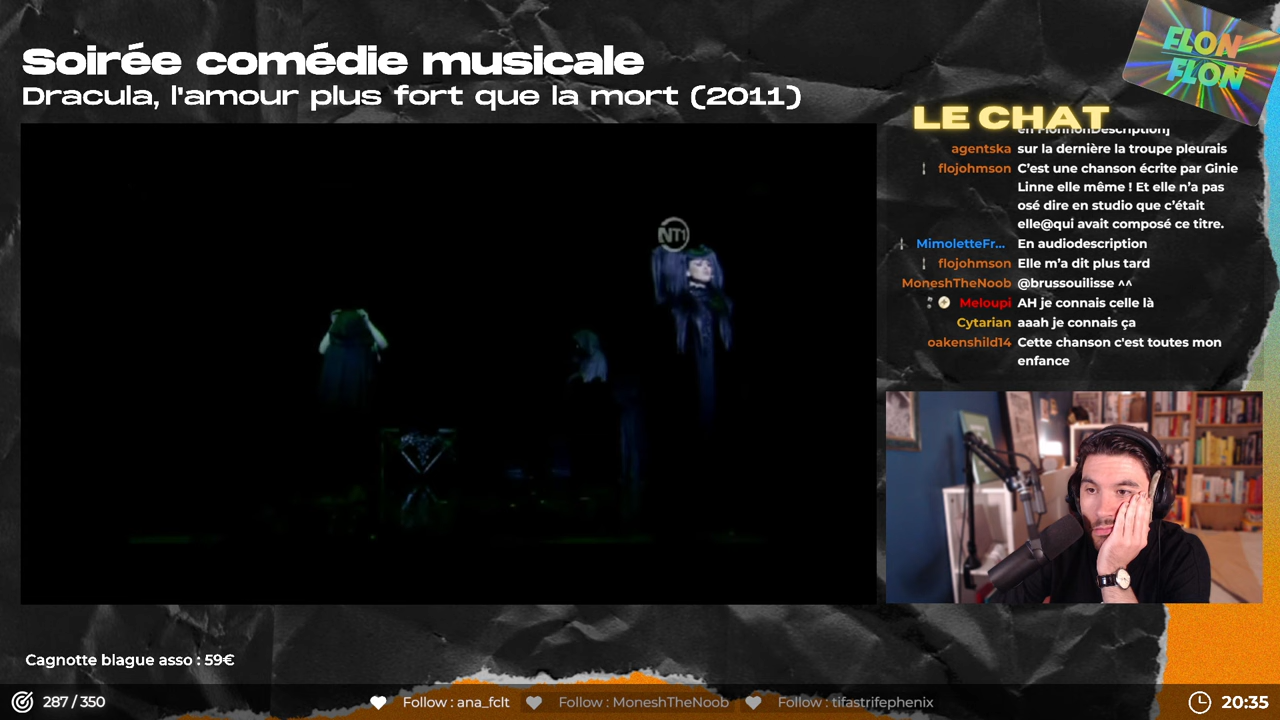 Soirée comédie musicale
Dracula, l'amour plus fort que la mort (2011)
FLON
FLON
LE CHAT
NT1
agentska sur la dernière la troupe pleurais
flojohmson C’est une chanson écrite par Ginie
Linne elle même ! Et elle n’a pas
osé dire en studio que c’était
elle@qui avait composé ce titre.
MimoletteFr... En audiodescription
flojohmson Elle m’a dit plus tard
MoneshTheNoob @brussouilisse ^^
Meloupi AH je connais celle là
Cytarian aaah je connais ça
oakenshild14 Cette chanson c'est toutes mon
enfance
Cagnotte blague asso : 59€
287 / 350
Follow : ana_fclt
Follow : MoneshTheNoob
Follow : tifastrifephenix
20:35